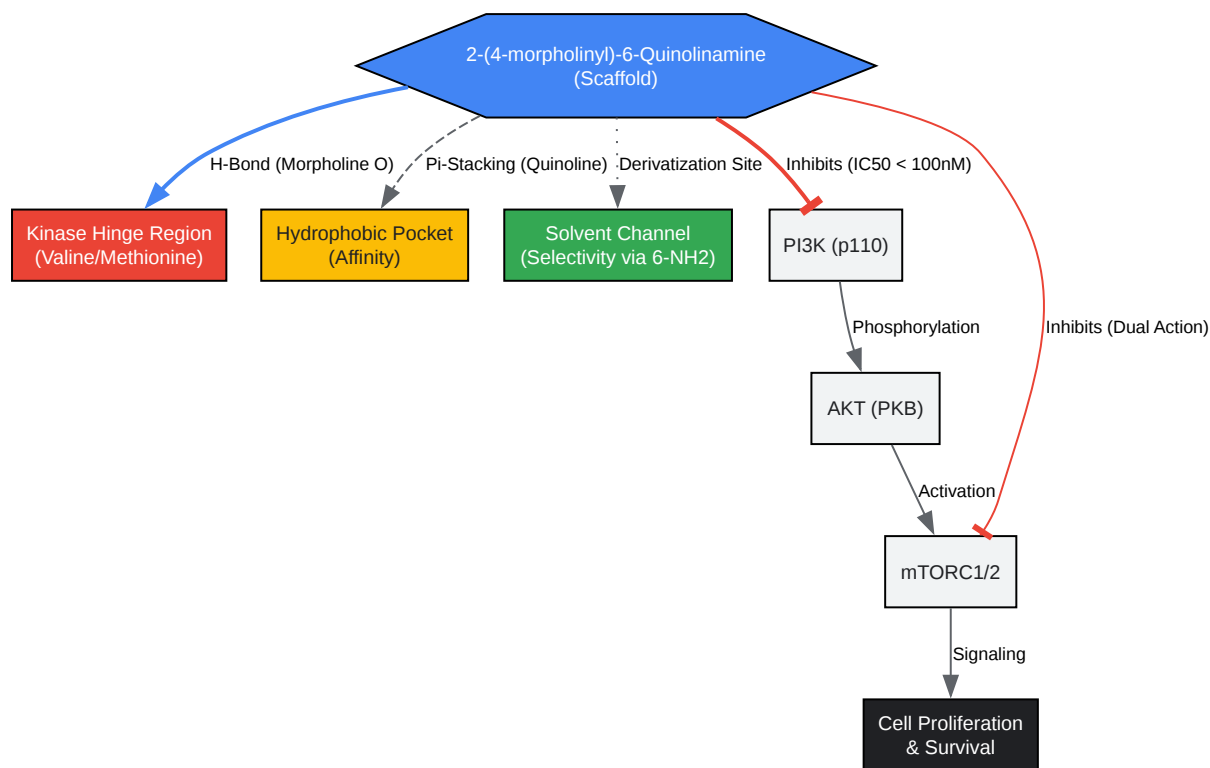 2-(4-morpholinyl)-6-Quinolinamine
(Scaffold)
H-Bond (Morpholine O)
Pi-Stacking (Quinoline)
Derivatization Site
Inhibits (IC50 < 100nM)
Kinase Hinge Region
(Valine/Methionine)
Hydrophobic Pocket
(Affinity)
Solvent Channel
(Selectivity via 6-NH2)
PI3K (p110)
Phosphorylation
Inhibits (Dual Action)
AKT (PKB)
Activation
mTORC1/2
Signaling
Cell Proliferation
& Survival